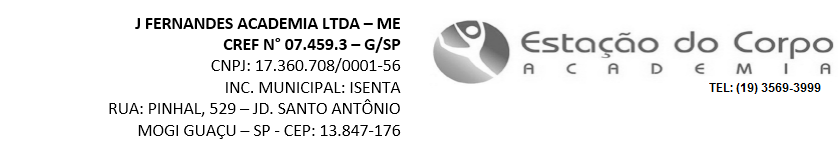 J FERNANDES ACADEMIA LTDA – ME
CREF N° 07.459.3 – G/SP
CNPJ: 17.360.708/0001-56
INC. MUNICIPAL: ISENTA
RUA: PINHAL, 529 – JD. SANTO ANTÔNIO
MOGI GUAÇU – SP - CEP: 13.847-176
Estação do Corpo
ACADEMIA
TEL: (19) 3569-3999